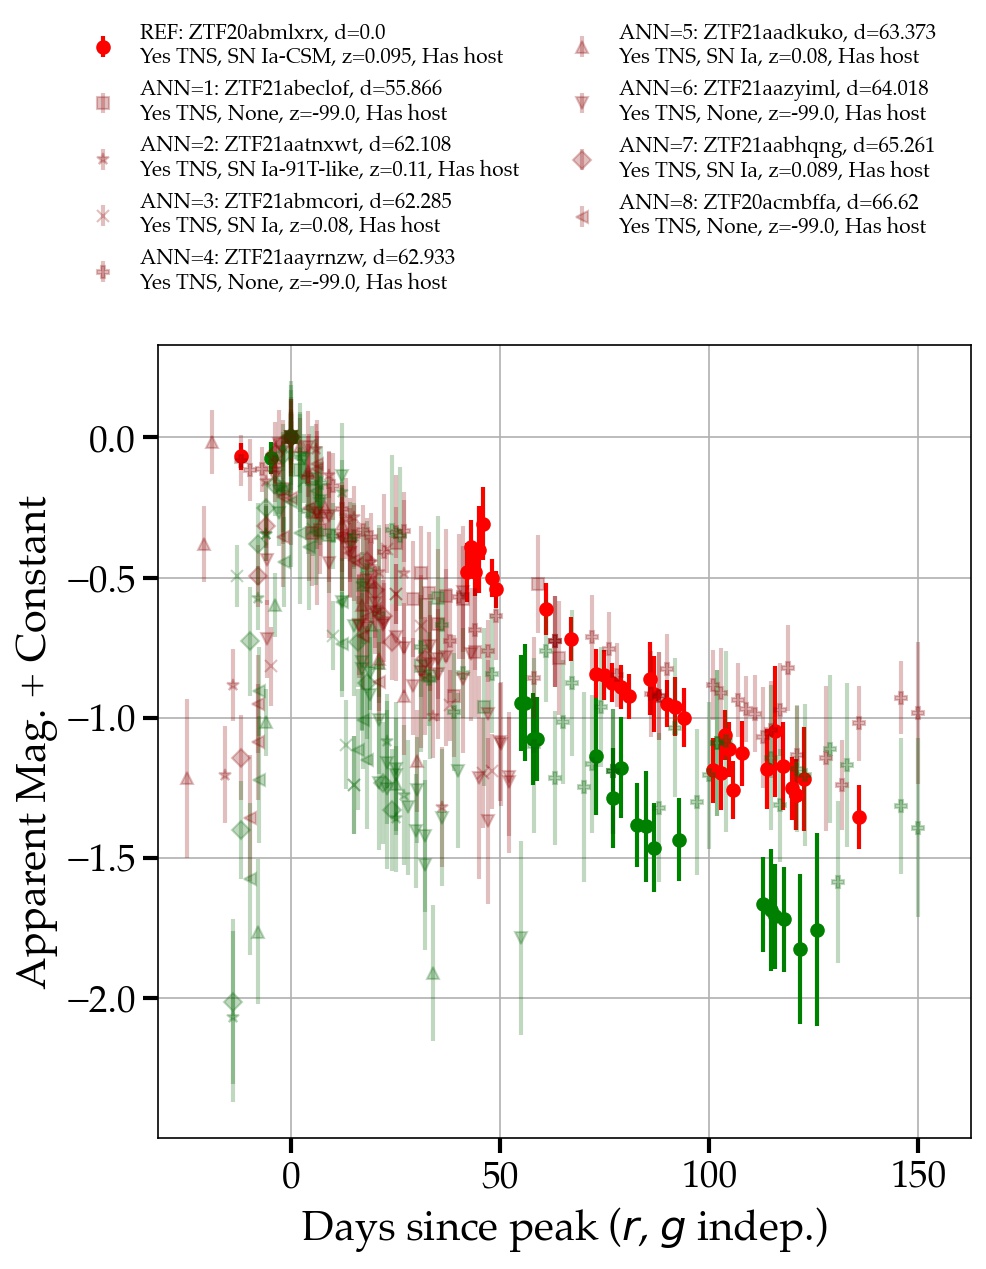 REF: ZTF20abmlxrx, d=0.0
Yes TNS, SN Ia-CSM, z=0.095, Has host
ANN=1: ZTF21abeclof, d=55.866
Yes TNS, None, z=-99.0, Has host
ANN=2: ZTF21aatnxwt, d=62.108
Yes TNS, SN Ia-91T-like, z=0.11, Has host
ANN=3: ZTF21abmcori, d=62.285
Yes TNS, SN Ia, z=0.08, Has host
ANN=4: ZTF21aayrnzw, d=62.933
Yes TNS, None, z=-99.0, Has host
ANN=5: ZTF21aadkuko, d=63.373
Yes TNS, SN Ia, z=0.08, Has host
ANN=6: ZTF21aazyiml, d=64.018
Yes TNS, None, z=-99.0, Has host
ANN=7: ZTF21aabhqng, d=65.261
Yes TNS, SN Ia, z=0.089, Has host
ANN=8: ZTF20acmbffa, d=66.62
Yes TNS, None, z=-99.0, Has host
Apparent Mag. + Constant
0.0
−0.5
−1.0
−1.5
−2.0
0
50
100
150
Days since peak (r, g indep.)